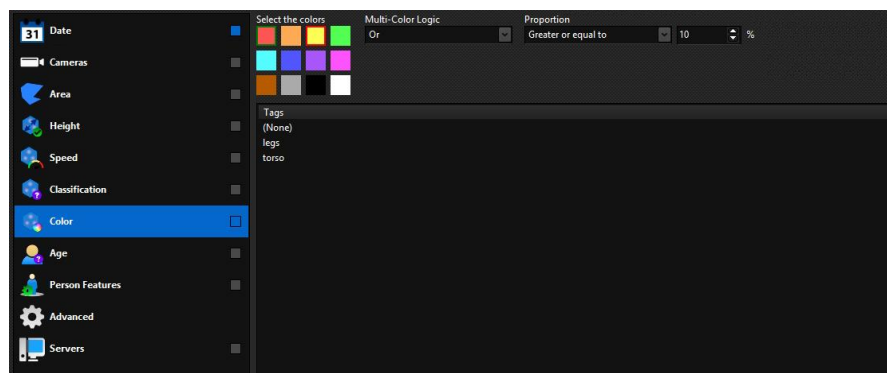 31 Date
Cameras
Area
Height
Speed
Classification
Color
Age
Person Features
Advanced
Servers
Select the colors
Multi-Color Logic
Or
Proportion
Greater or equal to 10 %
Tags
(None)
legs
torso